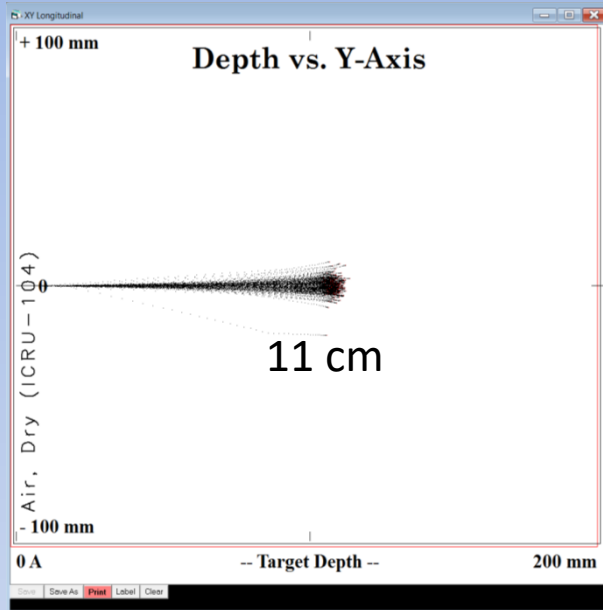 XY Longitudinal
+ 100 mm
Depth vs. Y-Axis
0
Air, Dry (ICRU-104)
11 cm
- 100 mm
0 A
-- Target Depth --
200 mm
Save Save As Print Label Clear